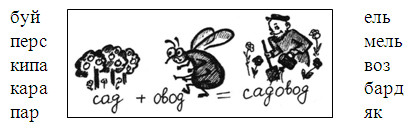 буй
перс
кипа
кара
пар
сад + овод = садовод
ель
мель
воз
бард
як